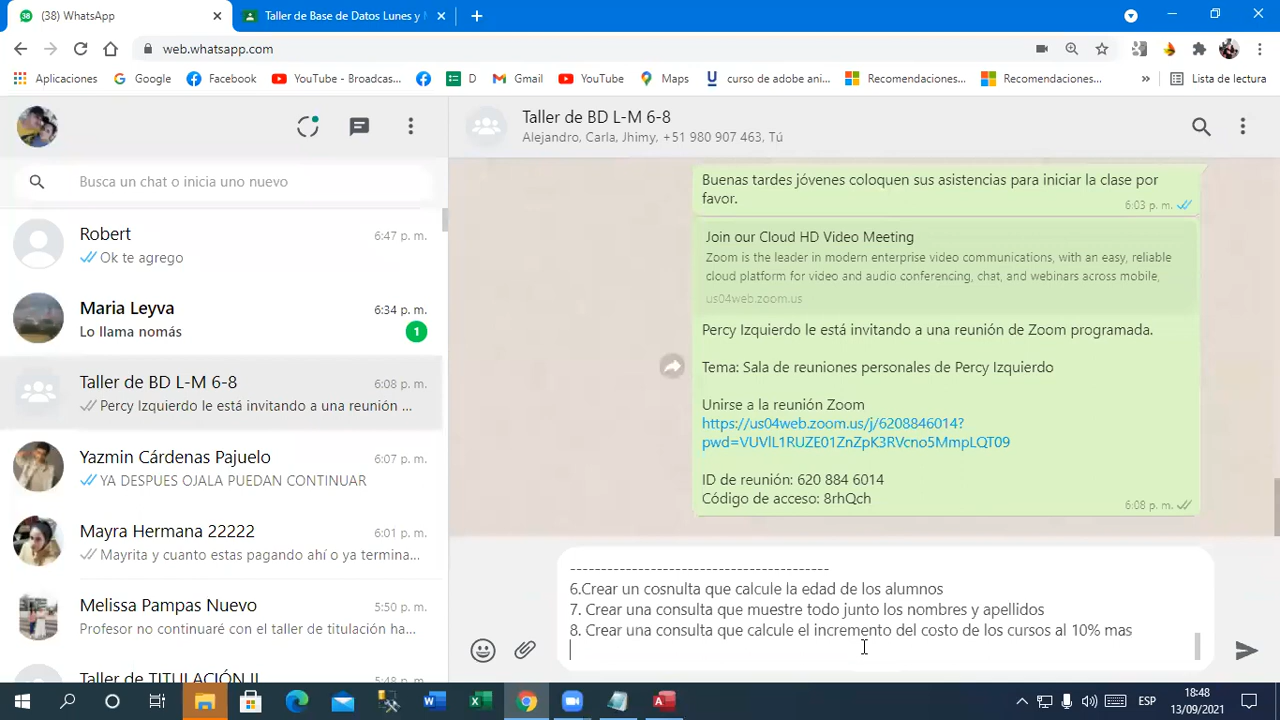 (38) WhatsApp
Taller de Base de Datos Lunes y M
web.whatsapp.com
Aplicaciones
Google
Facebook
YouTube - Broadcas...
D
Gmail
YouTube
Maps
curso de adobe ani...
Recomendaciones...
Recomendaciones...
»
Lista de lectura
Busca un chat o inicia uno nuevo
Robert
6:47 p. m.
Ok te agrego
Maria Leyva
6:34 p. m.
Lo llama nomás
1
Taller de BD L-M 6-8
6:08 p. m.
Percy Izquierdo le está invitando a una reunión ...
Yazmin Cárdenas Pajuelo
6:07 p. m.
YA DESPUES OJALA PUEDAN CONTINUAR
Mayra Hermana 22222
6:01 p. m.
Mayrita y cuanto estas pagando ahí o ya termina...
Melissa Pampas Nuevo
5:50 p. m.
Profesor no continuaré con el taller de titulación ha...
Taller de TITULACIÓN II
5:48 p. m.
Taller de BD L-M 6-8
Alejandro, Carla, Jhimy, +51 980 907 463, Tú
Buenas tardes jóvenes coloquen sus asistencias para iniciar la clase por
favor.
6:03 p. m.
Join our Cloud HD Video Meeting
Zoom is the leader in modern enterprise video communications, with an easy, reliable
cloud platform for video and audio conferencing, chat, and webinars across mobile,
us04web.zoom.us
Percy Izquierdo le está invitando a una reunión de Zoom programada.
Tema: Sala de reuniones personales de Percy Izquierdo
Unirse a la reunión Zoom
https://us04web.zoom.us/j/6208846014?
pwd=VUVlL1RUZE01ZnZpK3RVcno5MmpLQT09
ID de reunión: 620 884 6014
Código de acceso: 8rhQch
6:08 p. m.
-----------------------------------------
6.Crear un cosnulta que calcule la edad de los alumnos
7. Crear una consulta que muestre todo junto los nombres y apellidos
8. Crear una consulta que calcule el incremento del costo de los cursos al 10% mas
ESP
18:48
13/09/2021